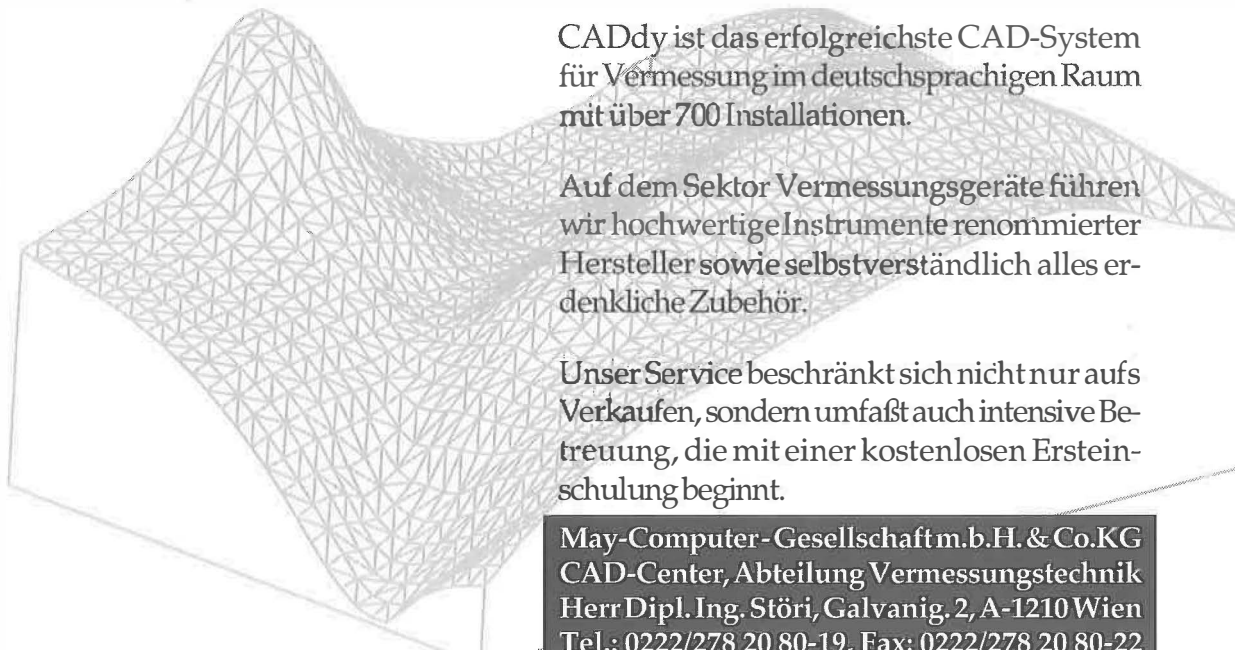 CADdy ist das erfolgreichste CAD-System
für Vermessung im deutschsprachigen Raum
mit über 700 Installationen.
Auf dem Sektor Vermessungsgeräte führen
wir hochwertige Instrumente renommierter
Hersteller sowie selbstverständlich alles er-
denkliche Zubehör.
Unser Service beschränkt sich nicht nur aufs
Verkaufen, sondern umfaßt auch intensive Be-
treuung, die mit einer kostenlosen Erstein-
schulung beginnt.
May-Computer-Gesellschaft m.b.H. & Co.KG
CAD-Center, Abteilung Vermessungstechnik
Herr Dipl. Ing. Störi, Galvanig. 2, A-1210 Wien
Tel.: 0222/278 20 80-19, Fax: 0222/278 20 80-22